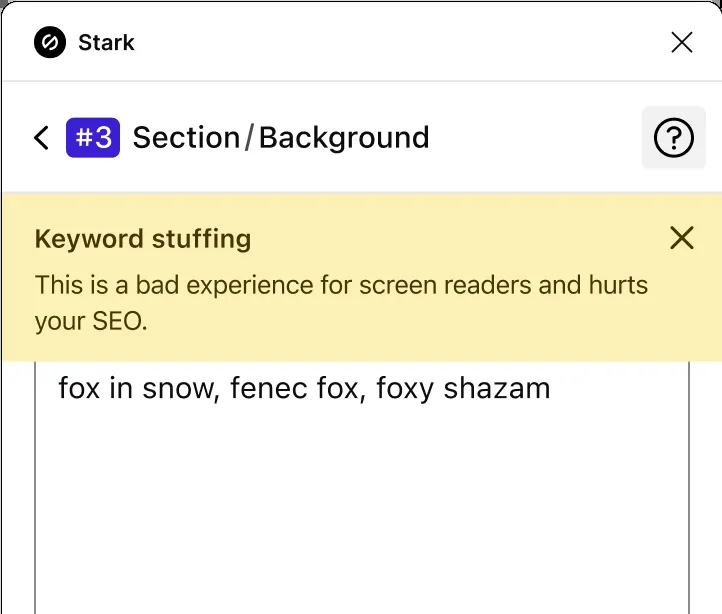 Stark
#3 Section/Background
Keyword stuffing
This is a bad experience for screen readers and hurts
your SEO.
fox in snow, fenec fox, foxy shazam